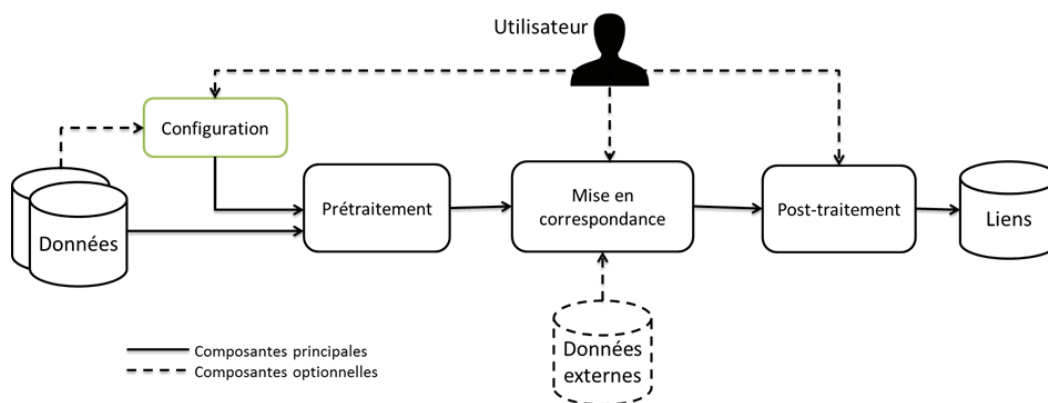 Utilisateur
Configuration
Données
Prétraitement
Mise en
correspondance
Post-traitement
Liens
Données
externes
Composantes principales
Composantes optionnelles